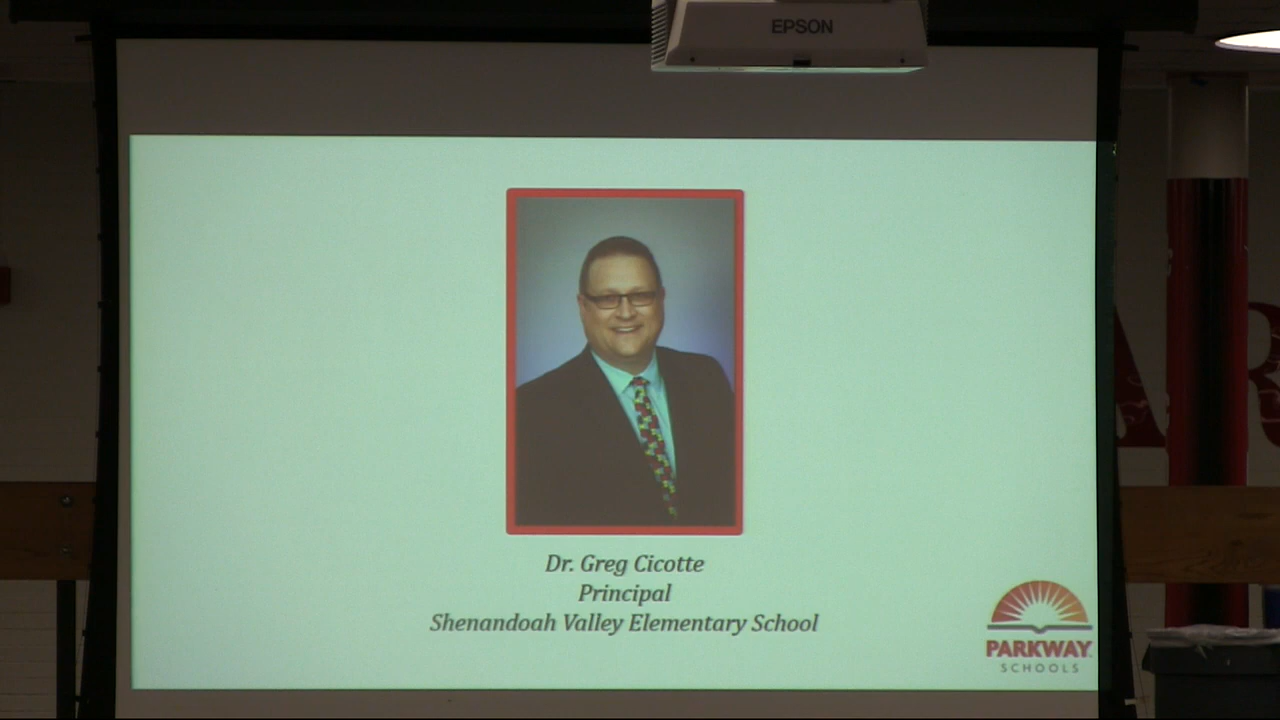 EPSON
Dr. Greg Cicotte
Principal
Shenandoah Valley Elementary School
PARKWAY
SCHOOLS